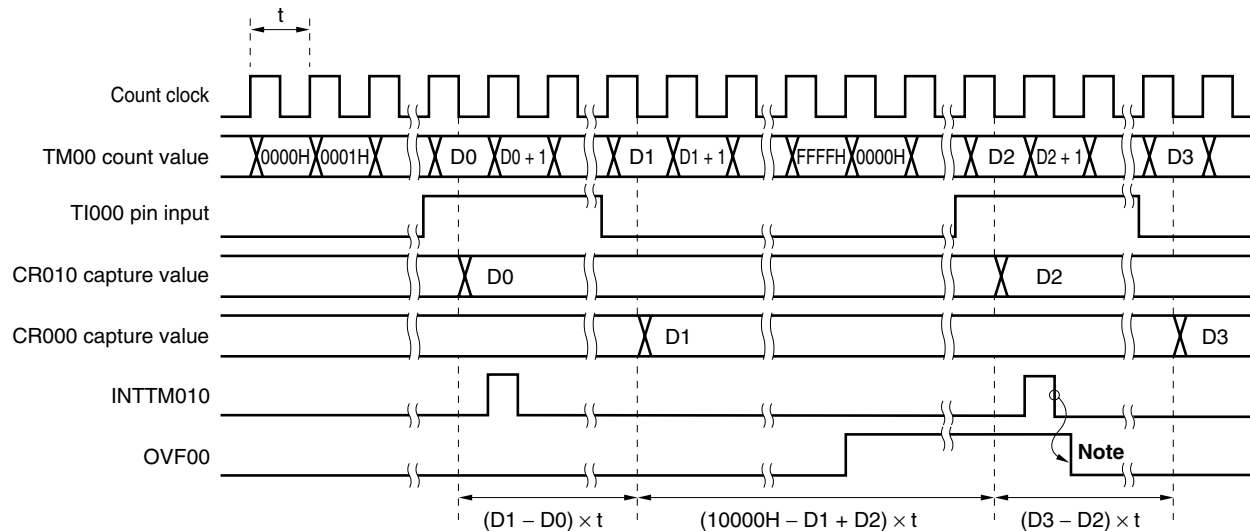 t
Count clock
TM00 count value 0000H 0001H D0 D0 + 1 D1 D1 + 1 FFFFH 0000H D2 D2 + 1 D3
TI000 pin input
CR010 capture value D0 D2
CR000 capture value D1 D3
INTTM010
OVF00 Note
(D1 − D0) × t (10000H − D1 + D2) × t (D3 − D2) × t